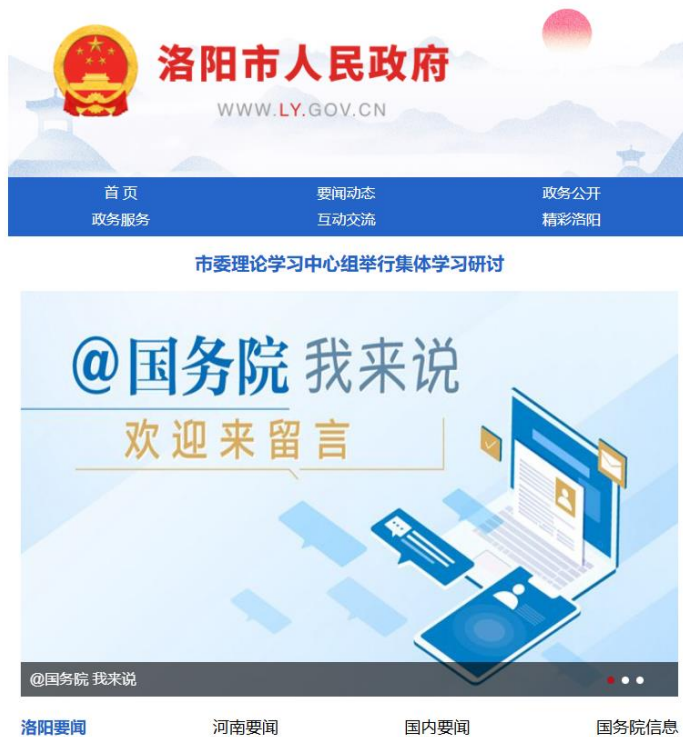 洛阳市人民政府
WWW.LY.GOV.CN
首页 要闻动态 政务公开
政务服务 互动交流 精彩洛阳
市委理论学习中心组举行集体学习研讨
@国务院 我来说
欢迎来留言
@国务院 我来说
洛阳要闻 河南要闻 国内要闻 国务院信息